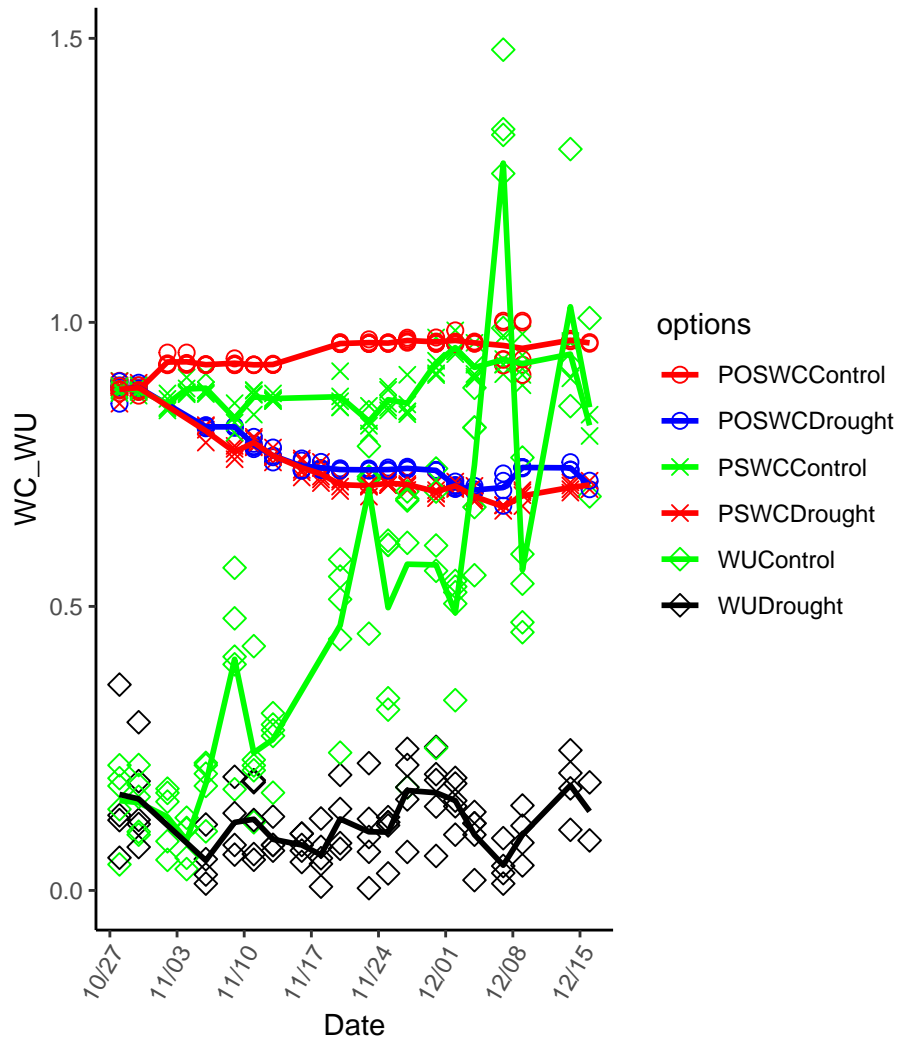 1.5
1.0
0.5
0.0
WC_WU
10/27
11/03
11/10
11/17
11/24
12/01
12/08
12/15
Date
options
POSWCControl
POSWCDrought
PSWCControl
PSWCDrought
WUControl
WUDrought